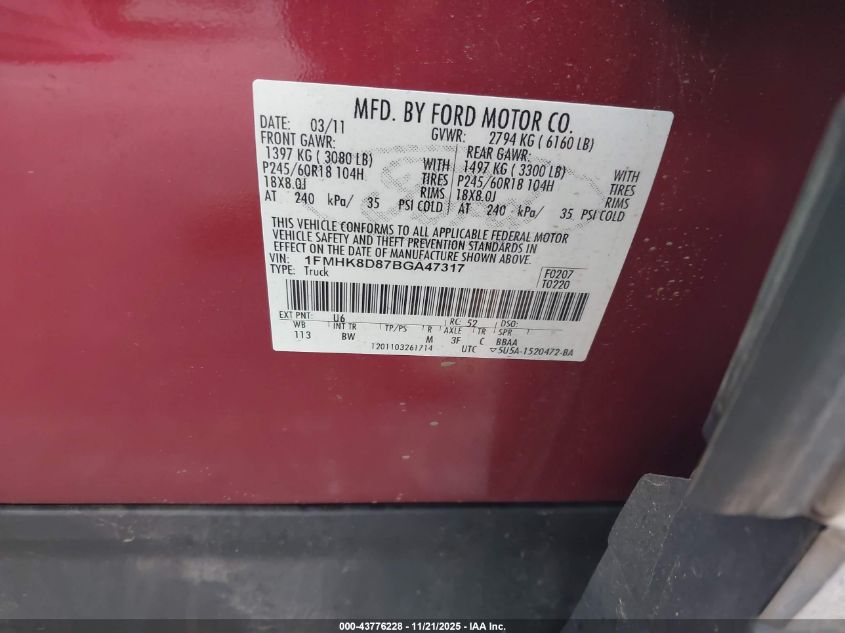 MFD. BY FORD MOTOR CO.
DATE: 03/11 GVWR: 2794 KG ( 6160 LB)
FRONT GAWR: REAR GAWR:
1397 KG ( 3080 LB) WITH 1497 KG ( 3300 LB) WITH
P245/60R18 104H TIRES P245/60R18 104H TIRES
18X8.0J RIMS 18X8.0J RIMS
AT 240 kPa/ 35 PSI COLD AT 240 kPa/ 35 PSI COLD
THIS VEHICLE CONFORMS TO ALL APPLICABLE FEDERAL MOTOR
VEHICLE SAFETY AND THEFT PREVENTION STANDARDS IN
EFFECT ON THE DATE OF MANUFACTURE SHOWN ABOVE.
VIN: 1FMHK8D87BGA47317
TYPE: Truck
F0207
T0220
EXT PNT: U6 RC: 52 DSO:
WB INT TR TP/PS R AXLE TR SPR
113 BW M 3F C BBAA
1201103261714 UTC ▽5U5A-1520472-BA
000-43776228 - 11/21/2025 - IAA Inc.